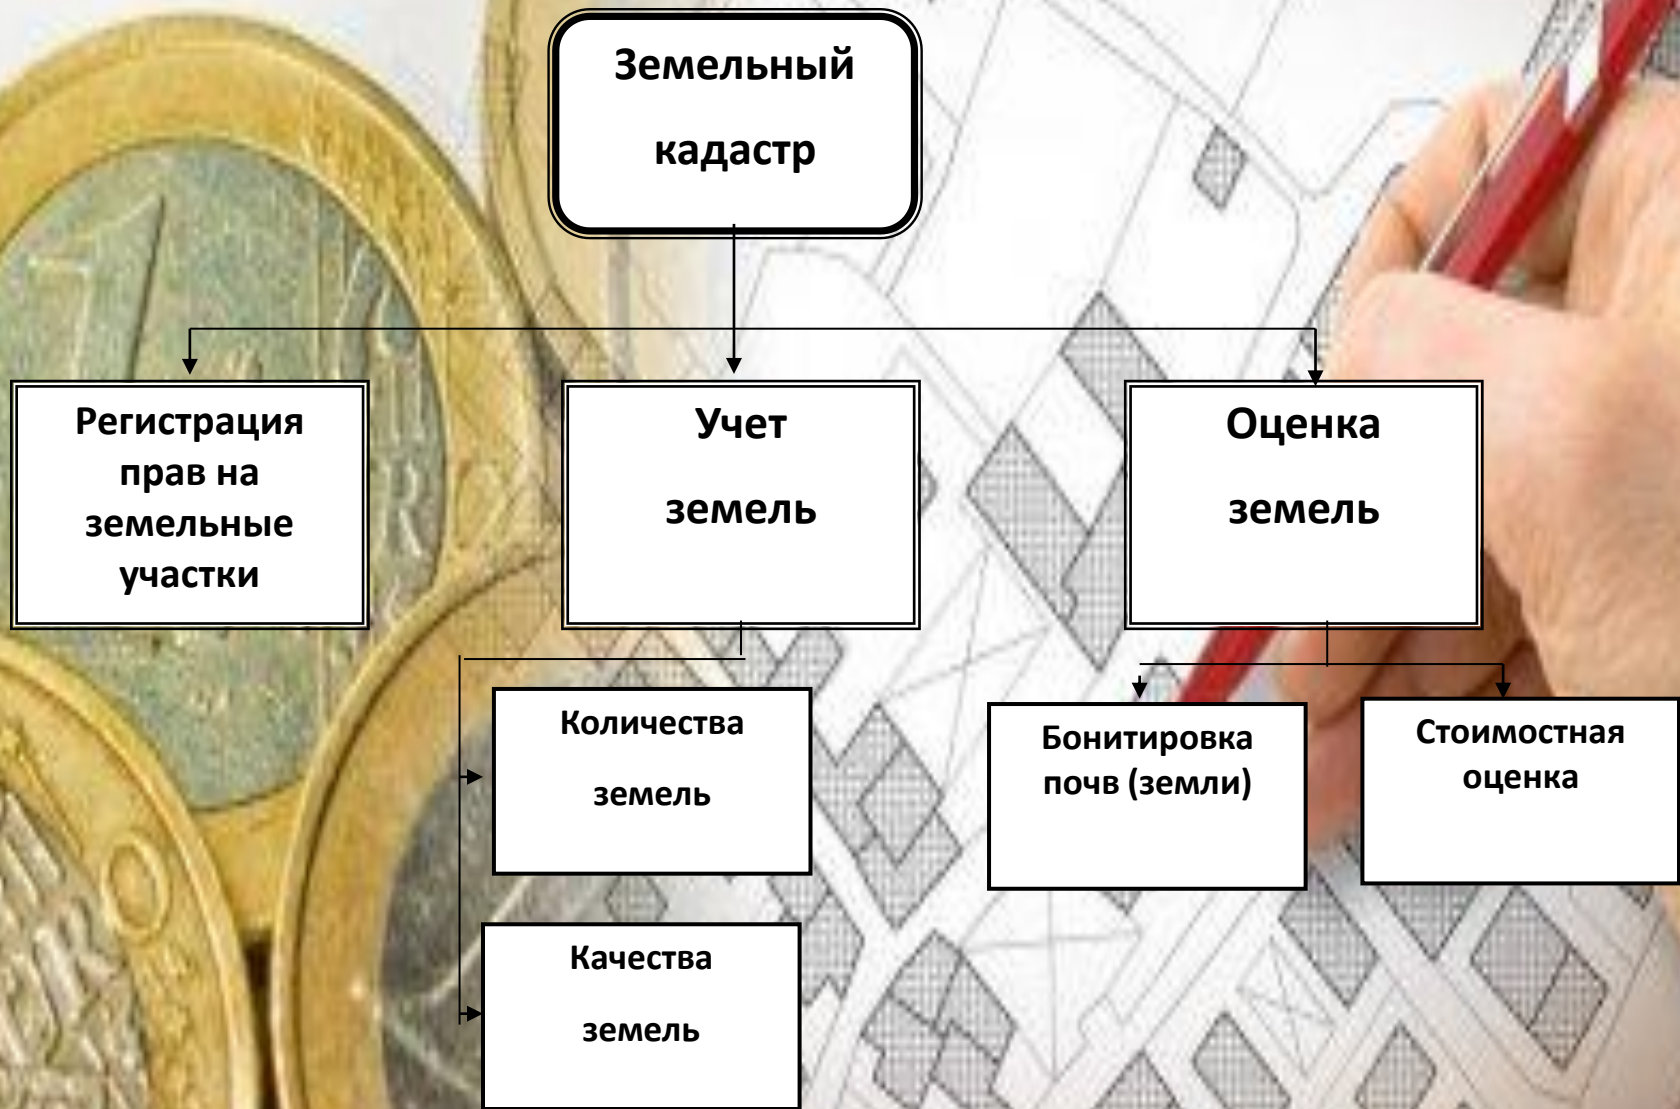 Земельный
кадастр
Регистрация
прав на
земельные
участки
Учет
земель
Оценка
земель
Количества
земель
Бонитировка
почв (земли)
Стоимостная
оценка
Качества
земель